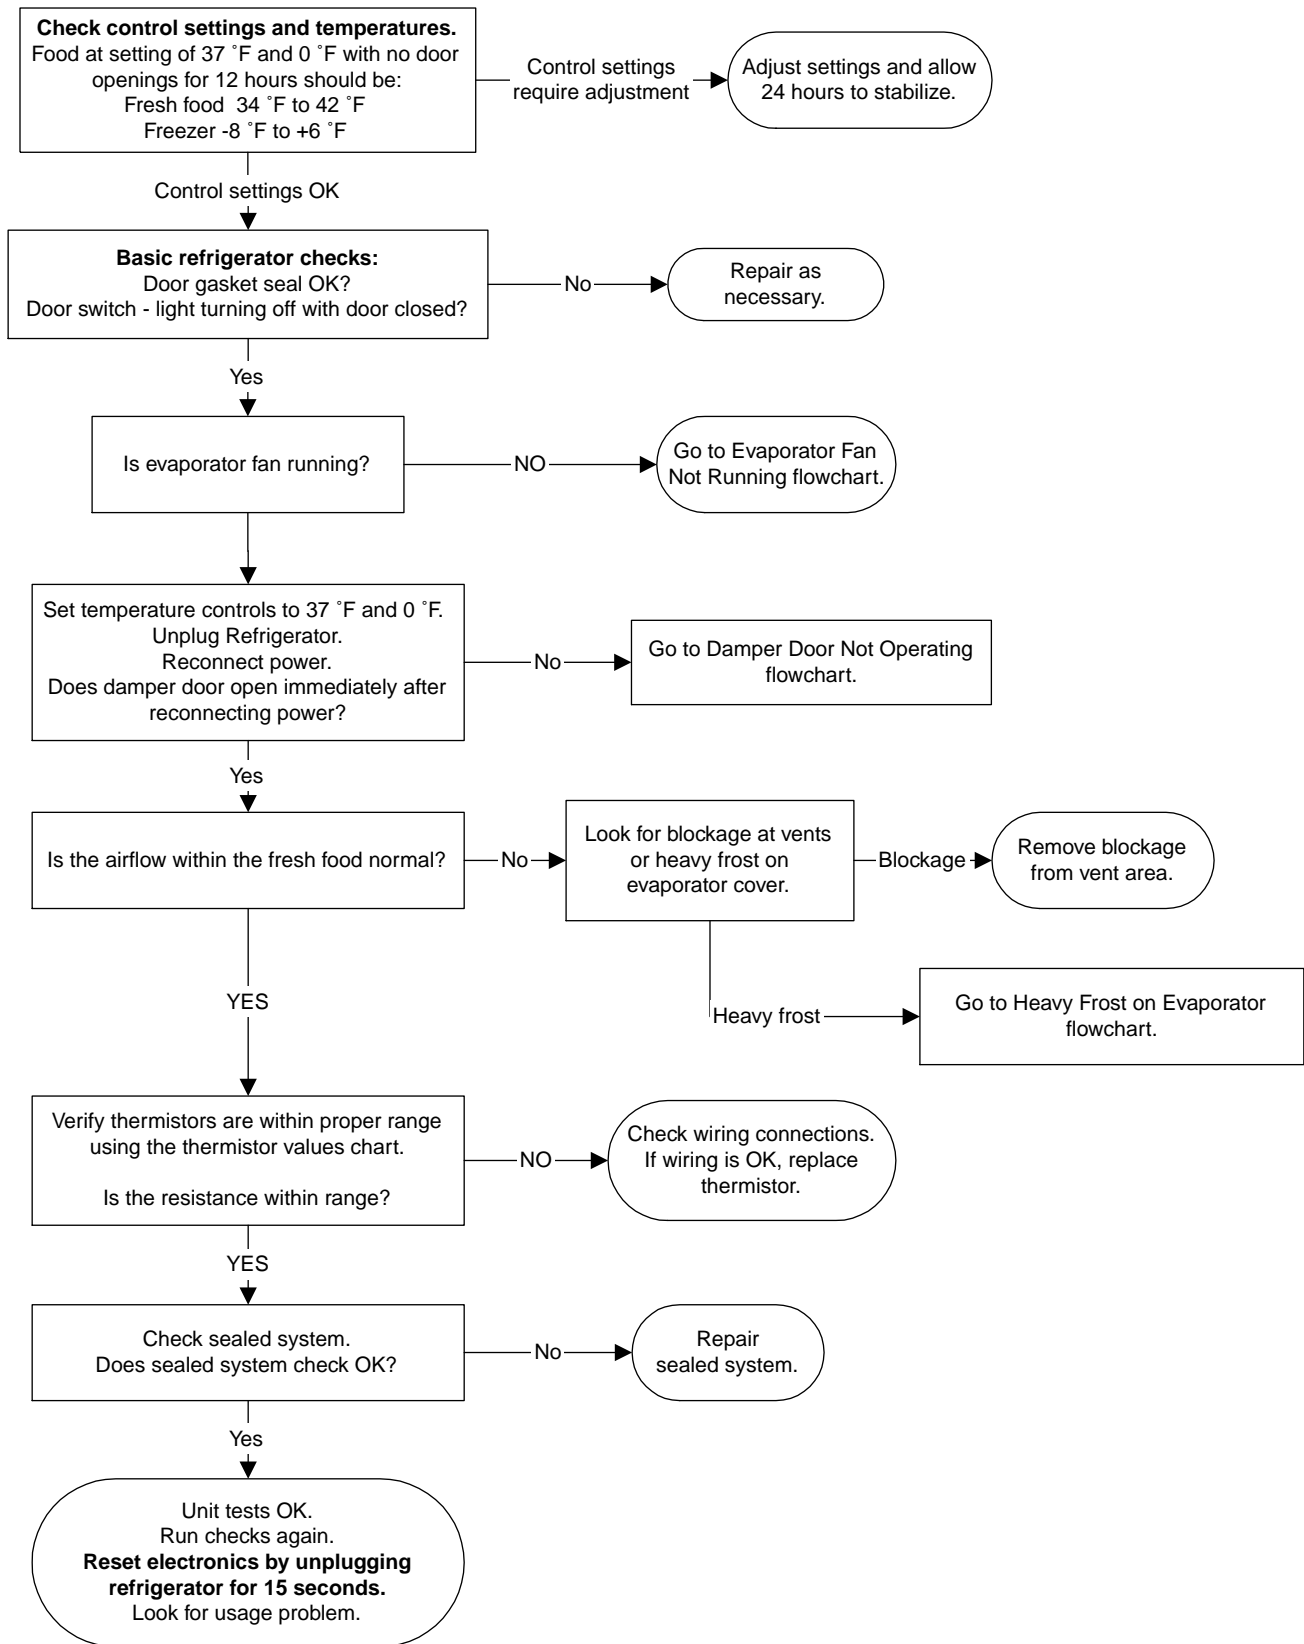 Check control settings and temperatures.
Food at setting of 37 ˚F and 0 ˚F with no door
openings for 12 hours should be:
Fresh food  34 ˚F to 42 ˚F
Freezer -8 ˚F to +6 ˚F
Control settings
require adjustment
Adjust settings and allow
24 hours to stabilize.
Control settings OK
Basic refrigerator checks:
Door gasket seal OK?
Door switch - light turning off with door closed?
No
Repair as
necessary.
Yes
Is evaporator fan running?
NO
Go to Evaporator Fan
Not Running flowchart.
Set temperature controls to 37 ˚F and 0 ˚F.
Unplug Refrigerator.
Reconnect power.
Does damper door open immediately after
reconnecting power?
No
Go to Damper Door Not Operating
flowchart.
Yes
Is the airflow within the fresh food normal?
No
Look for blockage at vents
or heavy frost on
evaporator cover.
Blockage
Remove blockage
from vent area.
Heavy frost
Go to Heavy Frost on Evaporator
flowchart.
YES
Verify thermistors are within proper range
using the thermistor values chart.
Is the resistance within range?
NO
Check wiring connections.
If wiring is OK, replace
thermistor.
YES
Check sealed system.
Does sealed system check OK?
No
Repair
sealed system.
Yes
Unit tests OK.
Run checks again.
Reset electronics by unplugging
refrigerator for 15 seconds.
Look for usage problem.